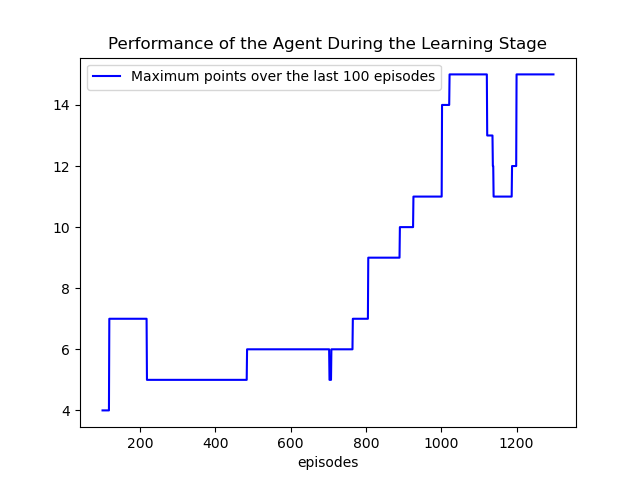 Performance of the Agent During the Learning Stage
Maximum points over the last 100 episodes
14
12
10
8
6
4
200 400 600 800 1000 1200
episodes